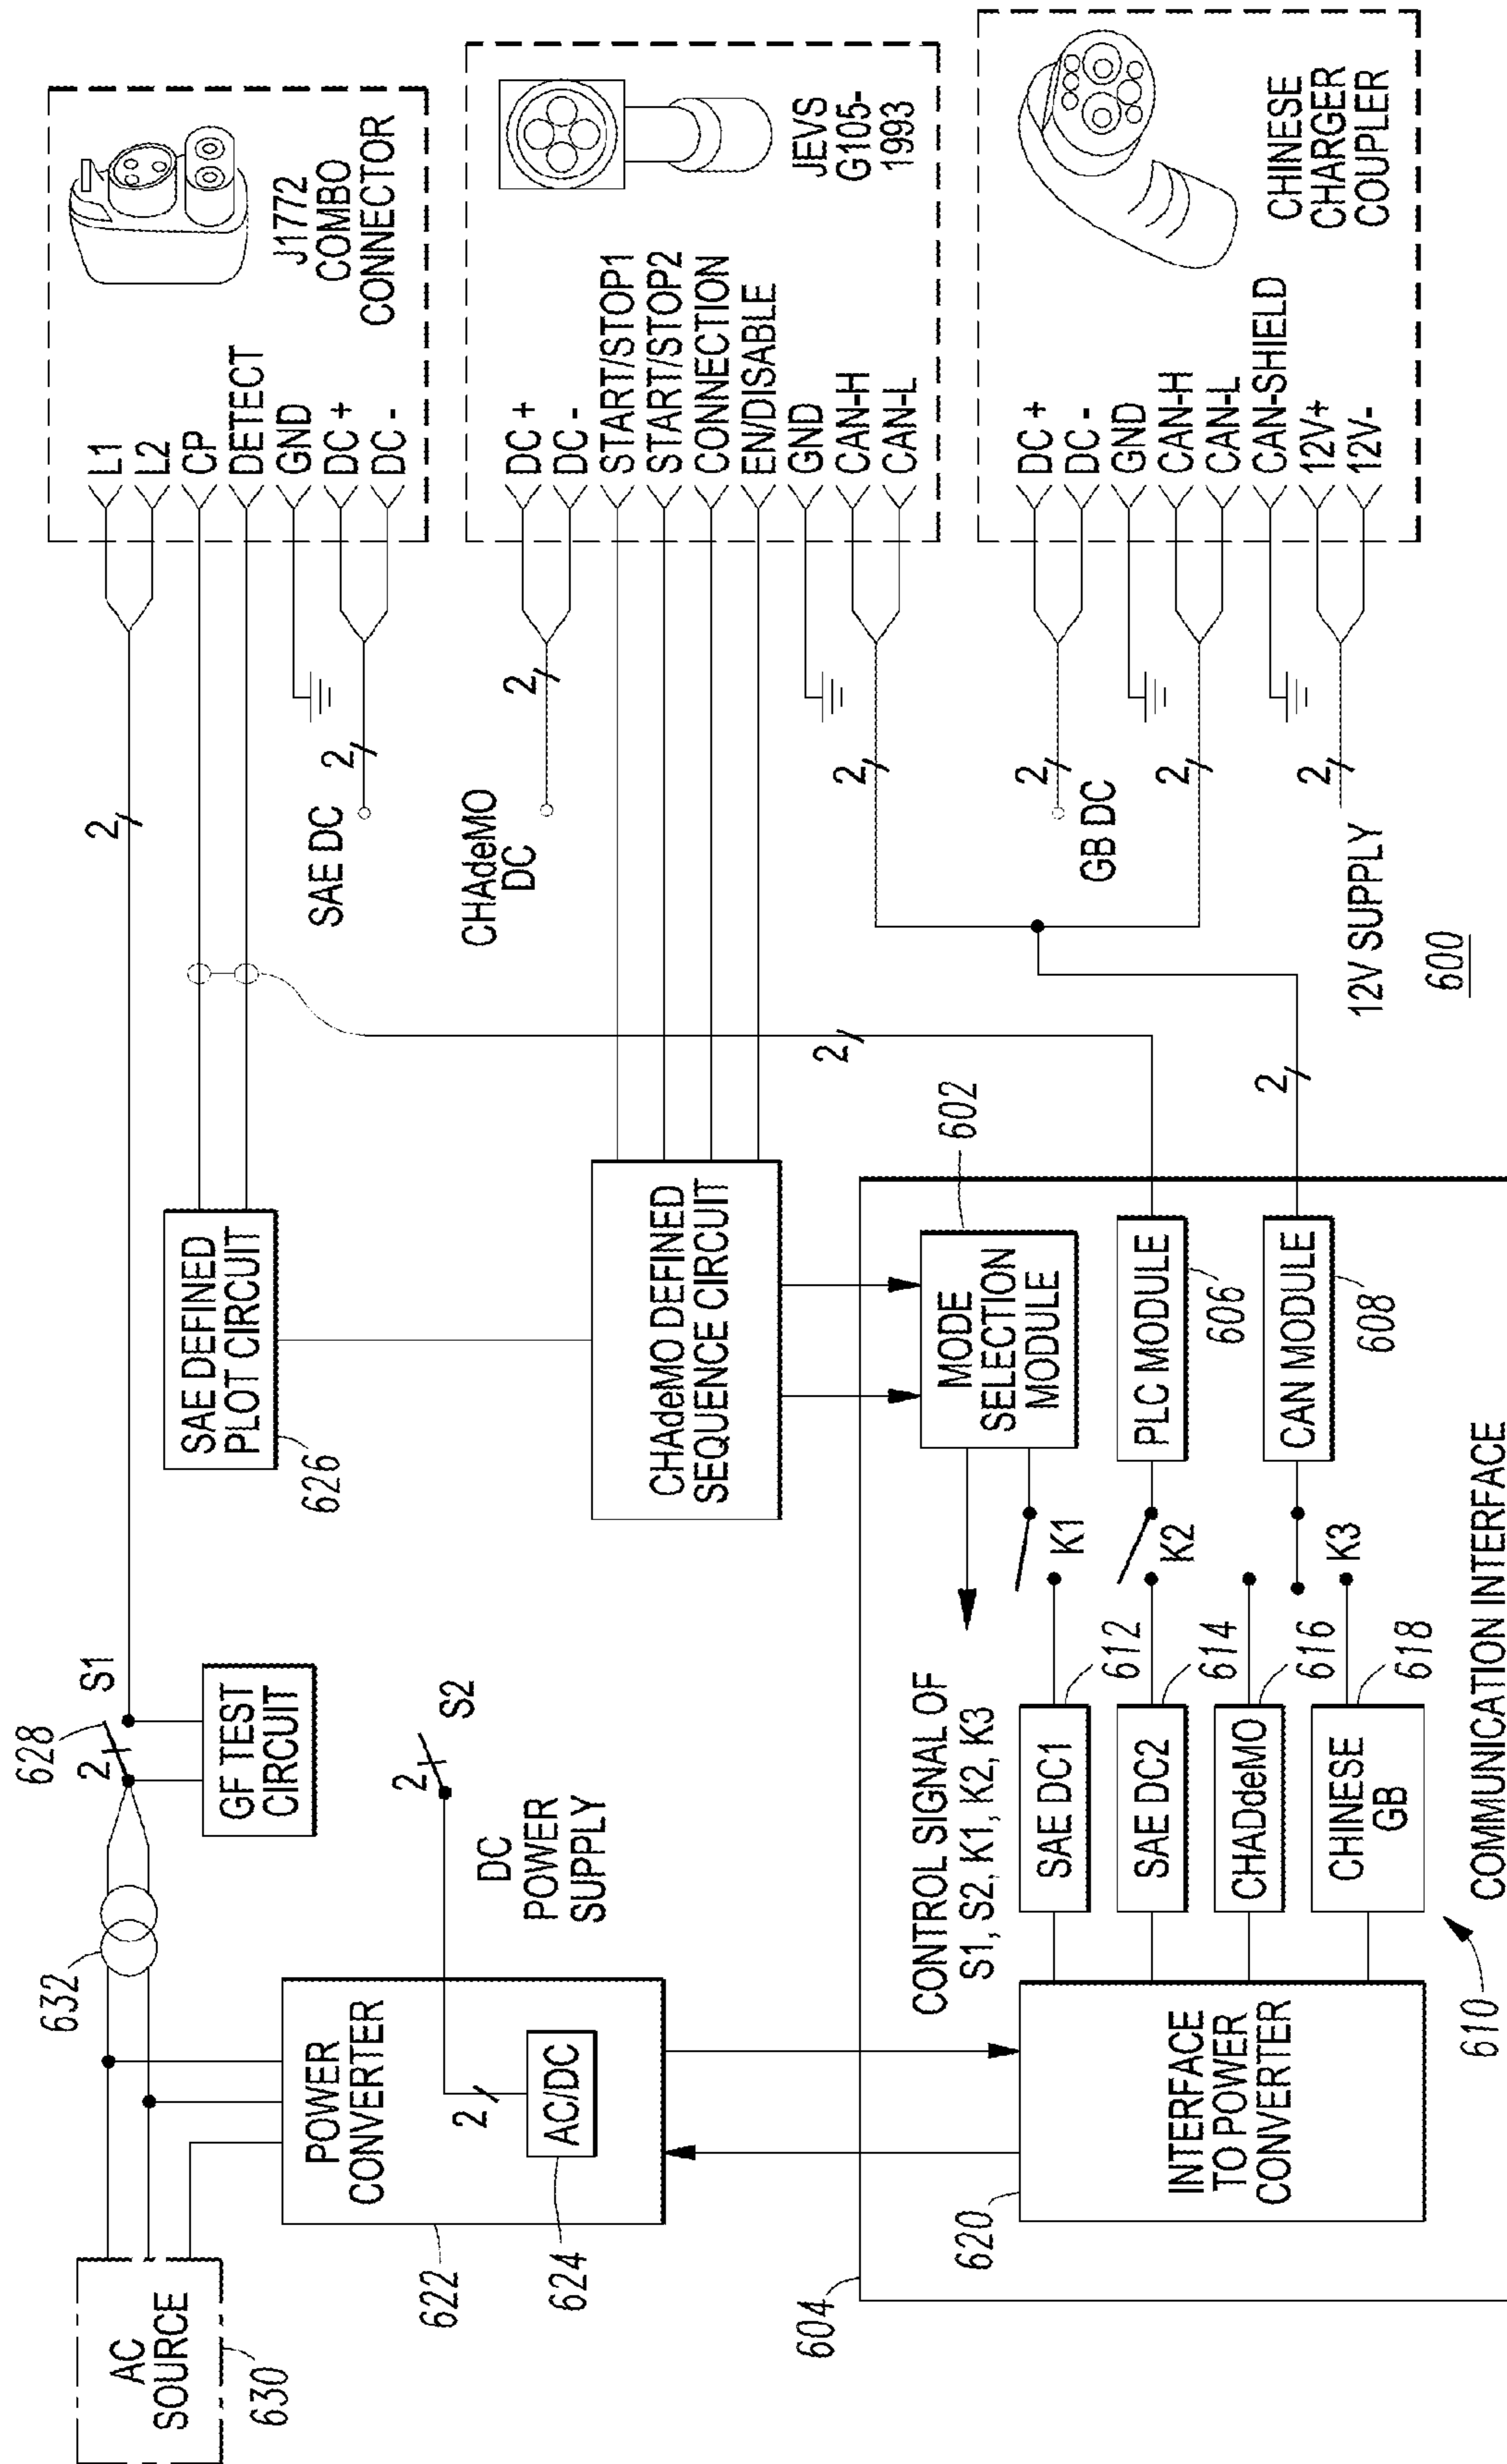 AC
SOURCE
630
632
628
2
S1
GF TEST
CIRCUIT
2
L1
L2
CP
DETECT
GND
DC+
DC -
J1772
COMBO
CONNECTOR
SAE DEFINED
PLOT CIRCUIT
626
SAE DC
2
POWER
CONVERTER
622
2
AC/DC
624
2
S2
DC
POWER
SUPPLY
CHAdeMO
DC
2
DC+
DC-
START/STOP1
START/STOP2
CONNECTION
EN/DISABLE
GND
CAN-H
CAN-L
JEVS
G105-
1993
CHAdeMO DEFINED
SEQUENCE CIRCUIT
2
2
604
CONTROL SIGNAL OF
S1, S2, K1, K2, K3
MODE
SELECTION
MODULE
602
K1
620
INTERFACE
TO POWER
CONVERTER
SAE DC1
612
SAE DC2
614
K2
PLC MODULE
606
CHADdeMO
616
CHINESE
GB
618
K3
CAN MODULE
608
2
610
COMMUNICATION INTERFACE
GB DC
2
2
2
12V SUPPLY
DC+
DC -
GND
CAN-H
CAN-L
CAN-SHIELD
12V+
12V-
CHINESE
CHARGER
COUPLER
600